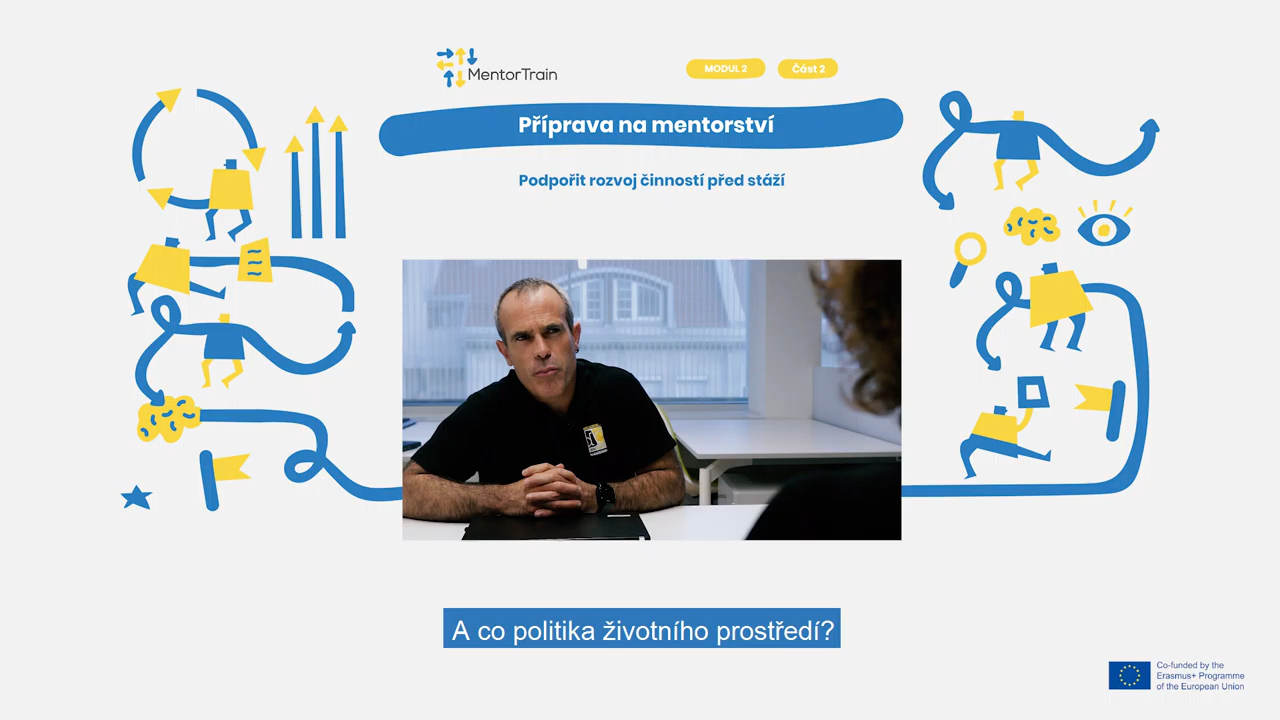 MentorTrain
MODUL 2
Část 2
Příprava na mentorství
Podpořit rozvoj činností před stáží
A co politika životního prostředí?
Co-funded by the
Erasmus+ Programme
of the European Union